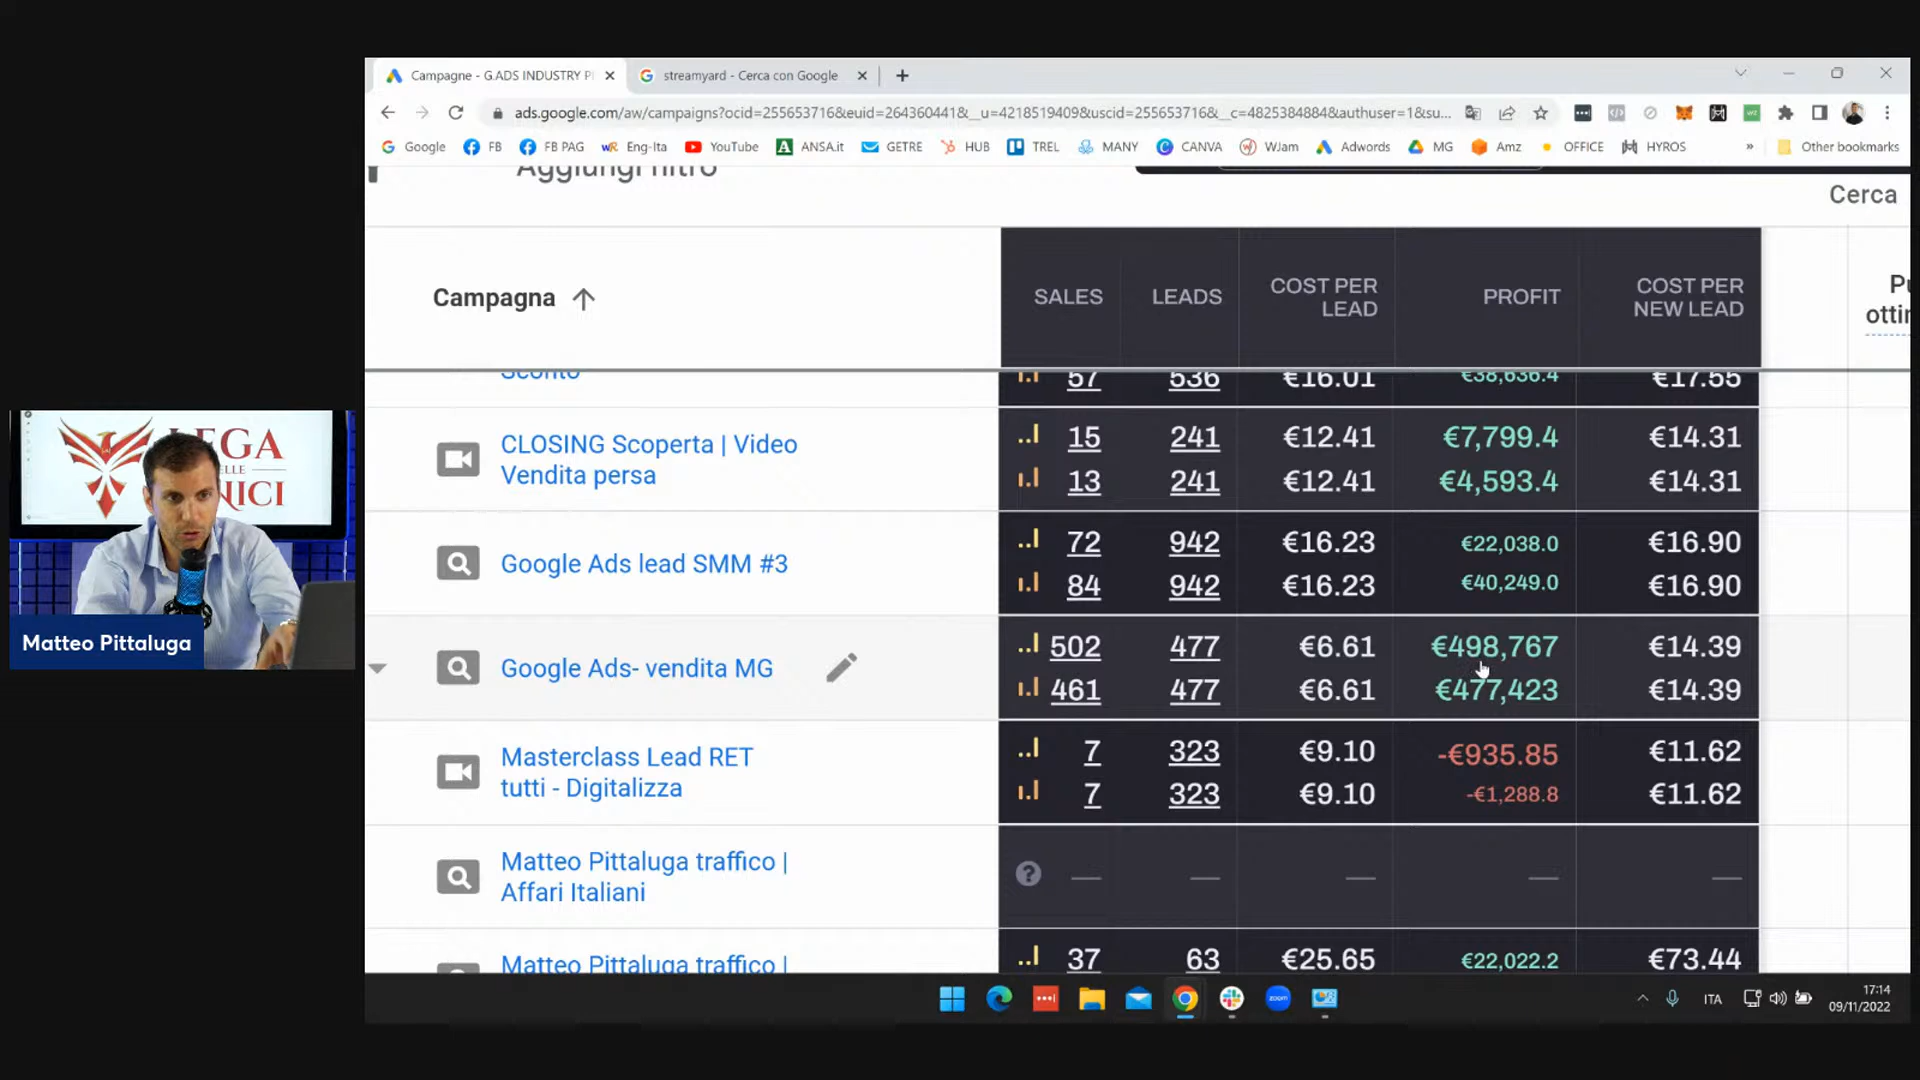 Campagne - G.ADS INDUSTRY P
streamyard - Cerca con Google
ads.google.com/aw/campaigns?ocid=255653716&euid=264360441&__u=4218519409&uscid=255653716&__c=4825384884&authuser=1&su...
Google FB FB PAG Eng-Ita YouTube ANSA.it GETRE HUB TREL MANY CANVA WJam Adwords MG Amz OFFICE HYROS » Other bookmarks
Aggiungi filtro
Cerca
Campagna
SALES LEADS COST PER LEAD PROFIT COST PER NEW LEAD
Sconto
57 536 €16.01 €38,636.4 €17.55
CLOSING Scoperta | Video
Vendita persa
15 241 €12.41 €7,799.4 €14.31
13 241 €12.41 €4,593.4 €14.31
Google Ads lead SMM #3
72 942 €16.23 €22,038.0 €16.90
84 942 €16.23 €40,249.0 €16.90
Google Ads- vendita MG
502 477 €6.61 €498,767 €14.39
461 477 €6.61 €477,423 €14.39
Masterclass Lead RET
tutti - Digitalizza
7 323 €9.10 -€935.85 €11.62
7 323 €9.10 -€1,288.8 €11.62
Matteo Pittaluga traffico |
Affari Italiani
— — — — —
Matteo Pittaluga traffico |
37 63 €25.65 €22,022.2 €73.44
Matteo Pittaluga
zoom
ITA
17:14
09/11/2022